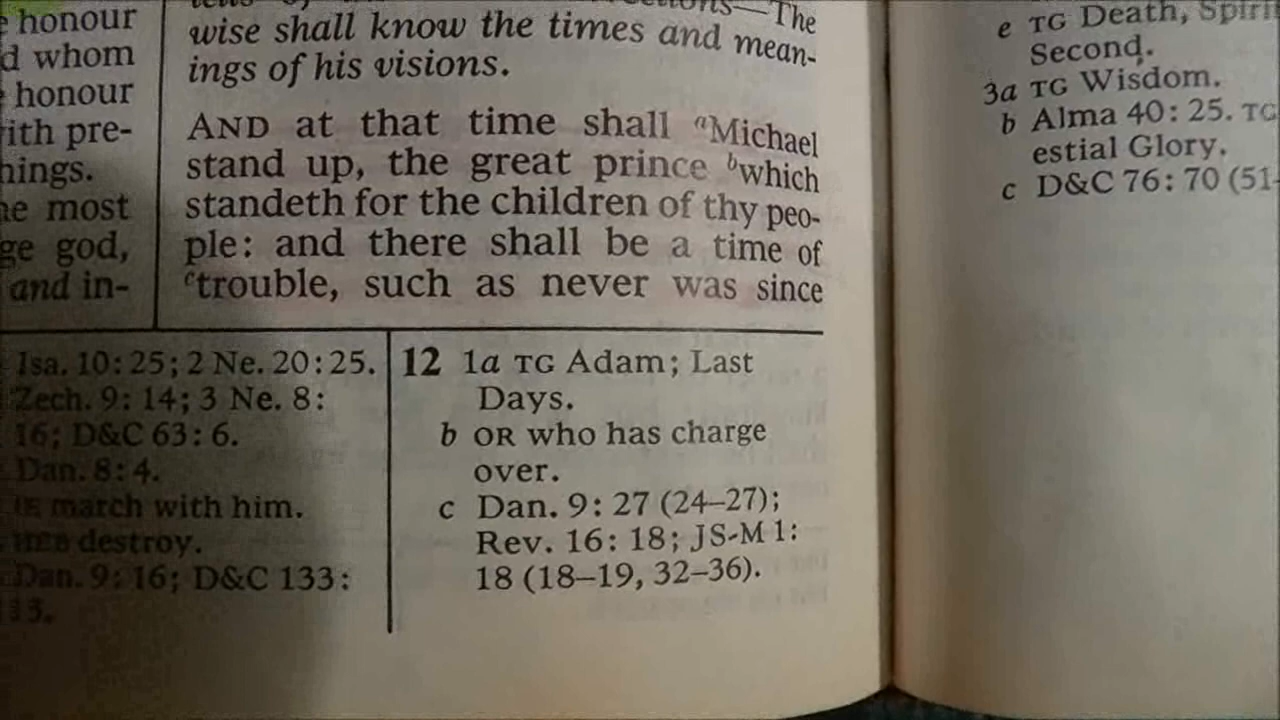 honour
d whom
honour
ith pre-
nings.
ne most
ge god,
and in-
The
wise shall know the times and mean-
ings of his visions.
AND at that time shall aMichael
stand up, the great prince bwhich
standeth for the children of thy peo-
ple: and there shall be a time of
ctrouble, such as never was since
Isa. 10:25; 2 Ne. 20:25.
Zech. 9:14; 3 Ne. 8:
16; D&C 63:6.
Dan. 8:4.
IE march with him.
HEB destroy.
Dan. 9:16; D&C 133:
12 1a TG Adam; Last
Days.
b OR who has charge
over.
c Dan. 9:27 (24–27);
Rev. 16:18; JS-M 1:
18 (18–19, 32–36).
e TG Death, Spirit
Second.
3a TG Wisdom.
b Alma 40:25. TG
estial Glory.
c D&C 76:70 (51-